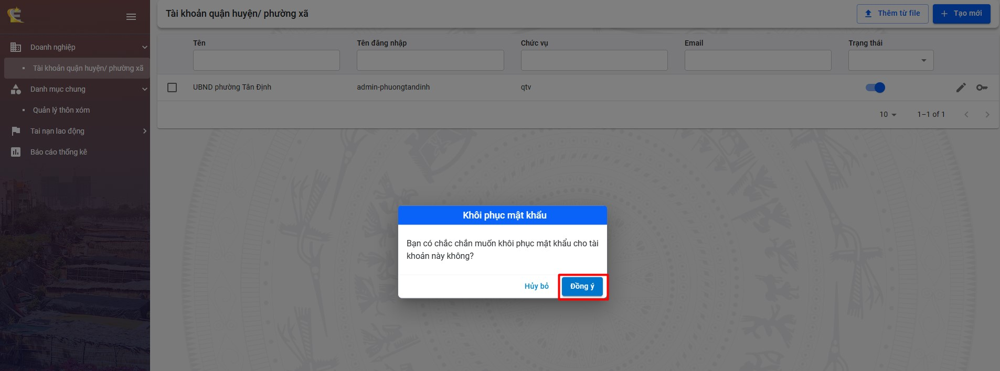 Tài khoản quận huyện/ phường xã
Thêm từ file
Tạo mới
Doanh nghiệp
Tài khoản quận huyện/ phường xã
Danh mục chung
Quản lý thôn xóm
Tai nạn lao động
Báo cáo thống kê
Tên
Tên đăng nhập
Chức vụ
Email
Trạng thái
UBND phường Tân Định
admin-phuongtandinh
qtv
10
1–1 of 1
Khôi phục mật khẩu
Bạn có chắc chắn muốn khôi phục mật khẩu cho tài
khoản này không?
Hủy bỏ
Đồng ý